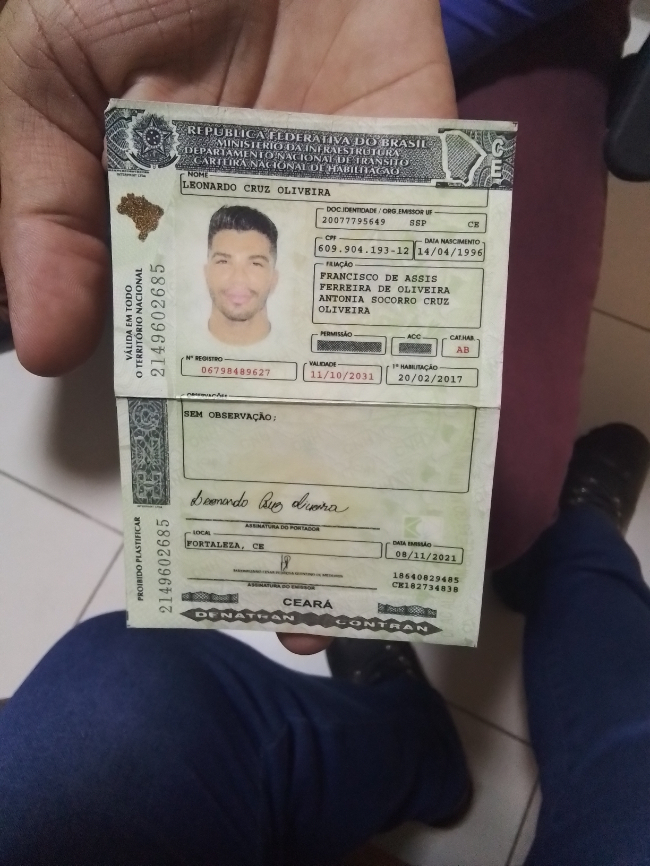 REPÚBLICA FEDERATIVA DO BRASIL
MINISTÉRIO DA INFRAESTRUTURA
DEPARTAMENTO NACIONAL DE TRÂNSITO
CARTEIRA NACIONAL DE HABILITAÇÃO
CE
NOME
LEONARDO CRUZ OLIVEIRA
DOC. IDENTIDADE / ORG. EMISSOR UF
20077795649 SSP CE
CPF
DATA NASCIMENTO
609.904.193-12
14/04/1996
FILIAÇÃO
FRANCISCO DE ASSIS
FERREIRA DE OLIVEIRA
ANTONIA SOCORRO CRUZ
OLIVEIRA
PERMISSÃO
ACC
CAT.HAB.
AB
Nº REGISTRO
VALIDADE
1ª HABILITAÇÃO
06798489627
11/10/2031
20/02/2017
VÁLIDA EM TODO
O TERRITÓRIO NACIONAL
2149602685
OBSERVAÇÕES
SEM OBSERVAÇÃO;
Leonardo Cruz Oliveira
ASSINATURA DO PORTADOR
LOCAL
DATA EMISSÃO
FORTALEZA, CE
08/11/2021
ASSINATURA DO EMISSOR
18640829485
CE182734838
PROIBIDO PLASTIFICAR
2149602685
CEARÁ
DENATRAN CONTRAN